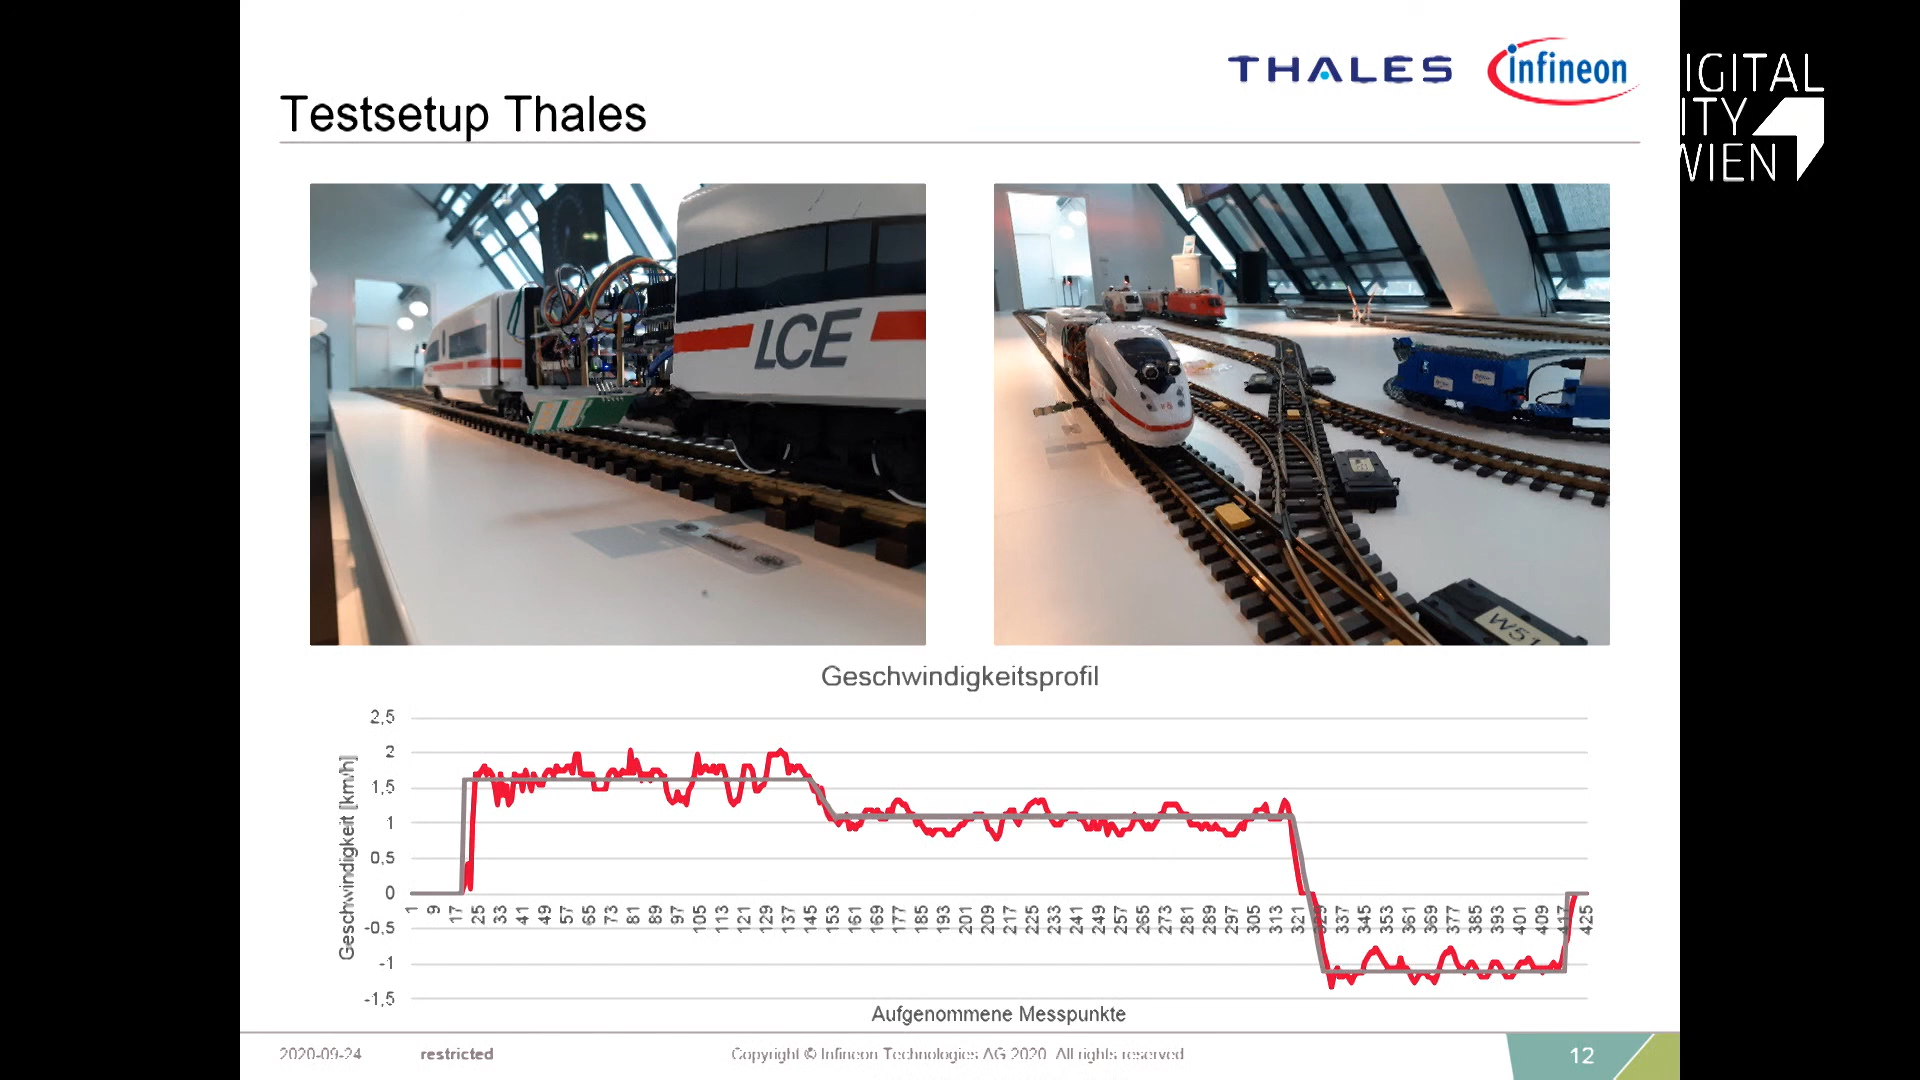 THALES
infineon
IGITAL
ITY
WIEN
Testsetup Thales
LCE
W51
Geschwindigkeitsprofil
Geschwindigkeit [km/h]
2,5
2
1,5
1
0,5
0
-0,5
-1
-1,5
1 9 17 25 33 41 49 57 65 73 81 89 97 105 113 121 129 137 145 153 161 169 177 185 193 201 209 217 225 233 241 249 257 265 273 281 289 297 305 313 321 329 337 345 353 361 369 377 385 393 401 409 417 425
Aufgenommene Messpunkte
2020-09-24 restricted Copyright © Infineon Technologies AG 2020. All rights reserved 12